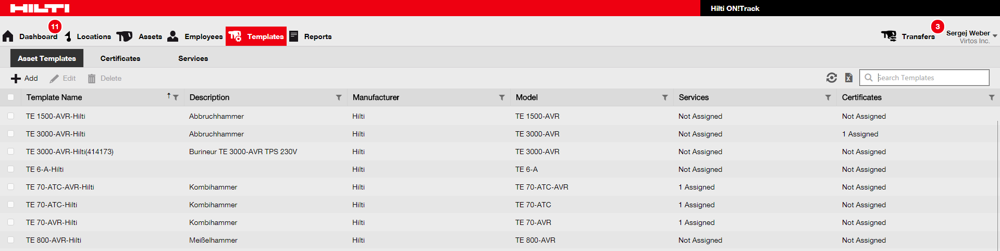 HILTI Hilti ON!Track
11 3
Dashboard Locations Assets Employees Templates Reports Transfers Sergej Weber
Virtos Inc.
Asset Templates Certificates Services
Add Edit Delete Search Templates
Template Name Description Manufacturer Model Services Certificates
TE 1500-AVR-Hilti Abbruchhammer Hilti TE 1500-AVR Not Assigned Not Assigned
TE 3000-AVR-Hilti Abbruchhammer Hilti TE 3000-AVR Not Assigned 1 Assigned
TE 3000-AVR-Hilti(414173) Burineur TE 3000-AVR TPS 230V Hilti TE 3000-AVR Not Assigned Not Assigned
TE 6-A-Hilti Hilti TE 6-A Not Assigned Not Assigned
TE 70-ATC-AVR-Hilti Kombihammer Hilti TE 70-ATC-AVR 1 Assigned Not Assigned
TE 70-ATC-Hilti Kombihammer Hilti TE 70-ATC 1 Assigned Not Assigned
TE 70-AVR-Hilti Kombihammer Hilti TE 70-AVR 1 Assigned Not Assigned
TE 800-AVR-Hilti Meißelhammer Hilti TE 800-AVR Not Assigned Not Assigned